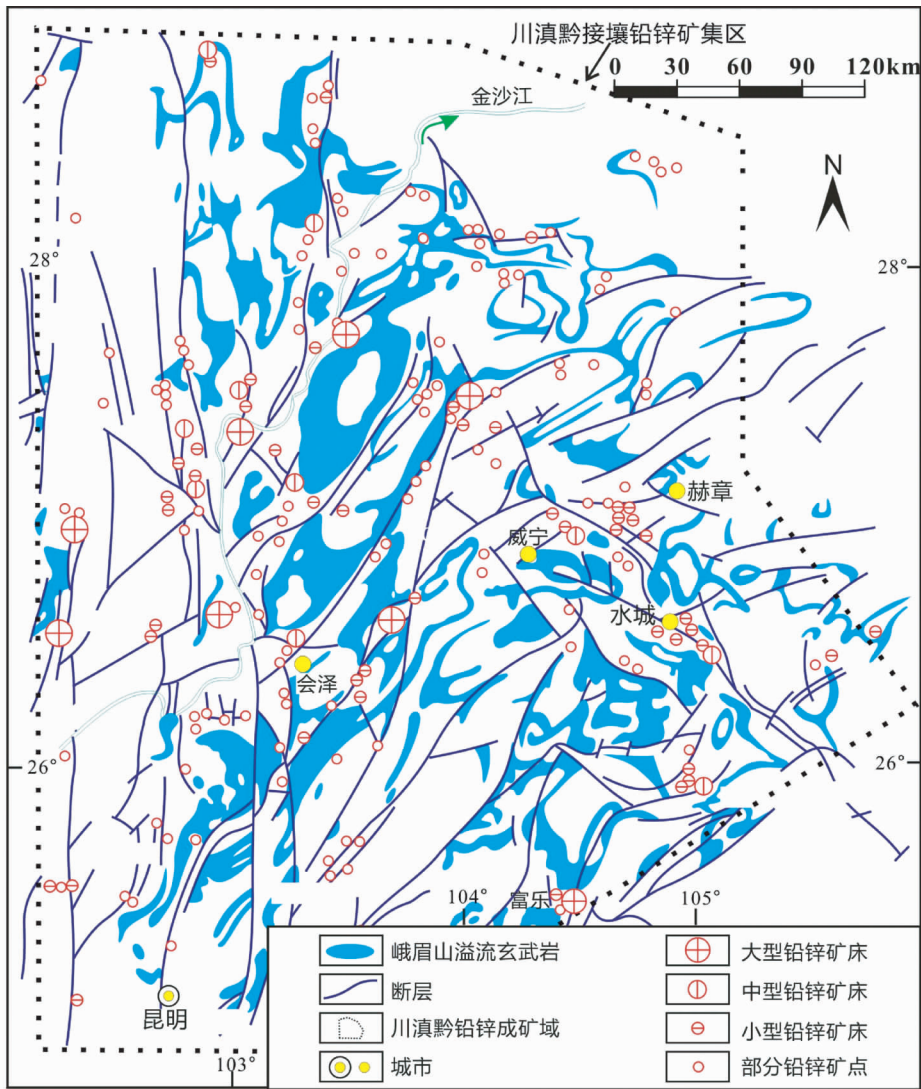 川滇黔接壤铅锌矿集区
0 30 60 90 120km
金沙江
N
28°
28°
赫章
威宁
水城
会泽
26°
26°
104°
富乐
105°
峨眉山溢流玄武岩
大型铅锌矿床
断层
中型铅锌矿床
川滇黔铅锌成矿域
小型铅锌矿床
城市
部分铅锌矿点
昆明
103°